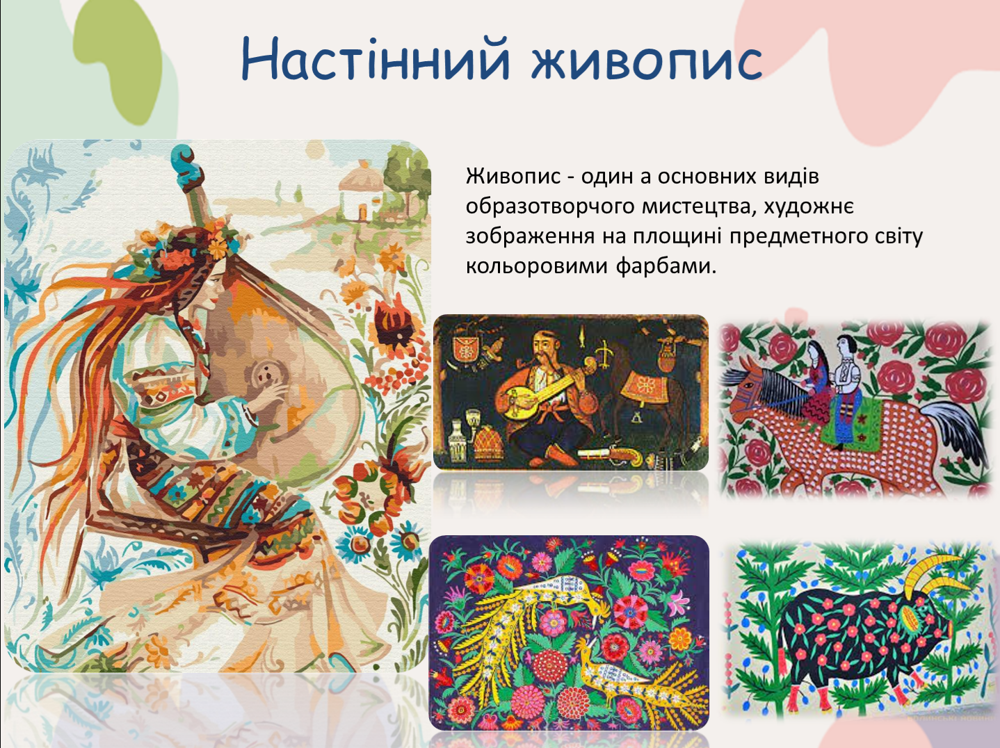 Настінний живопис
Живопис - один а основних видів
образотворчого мистецтва, художнє
зображення на площині предметного світу
кольоровими фарбами.